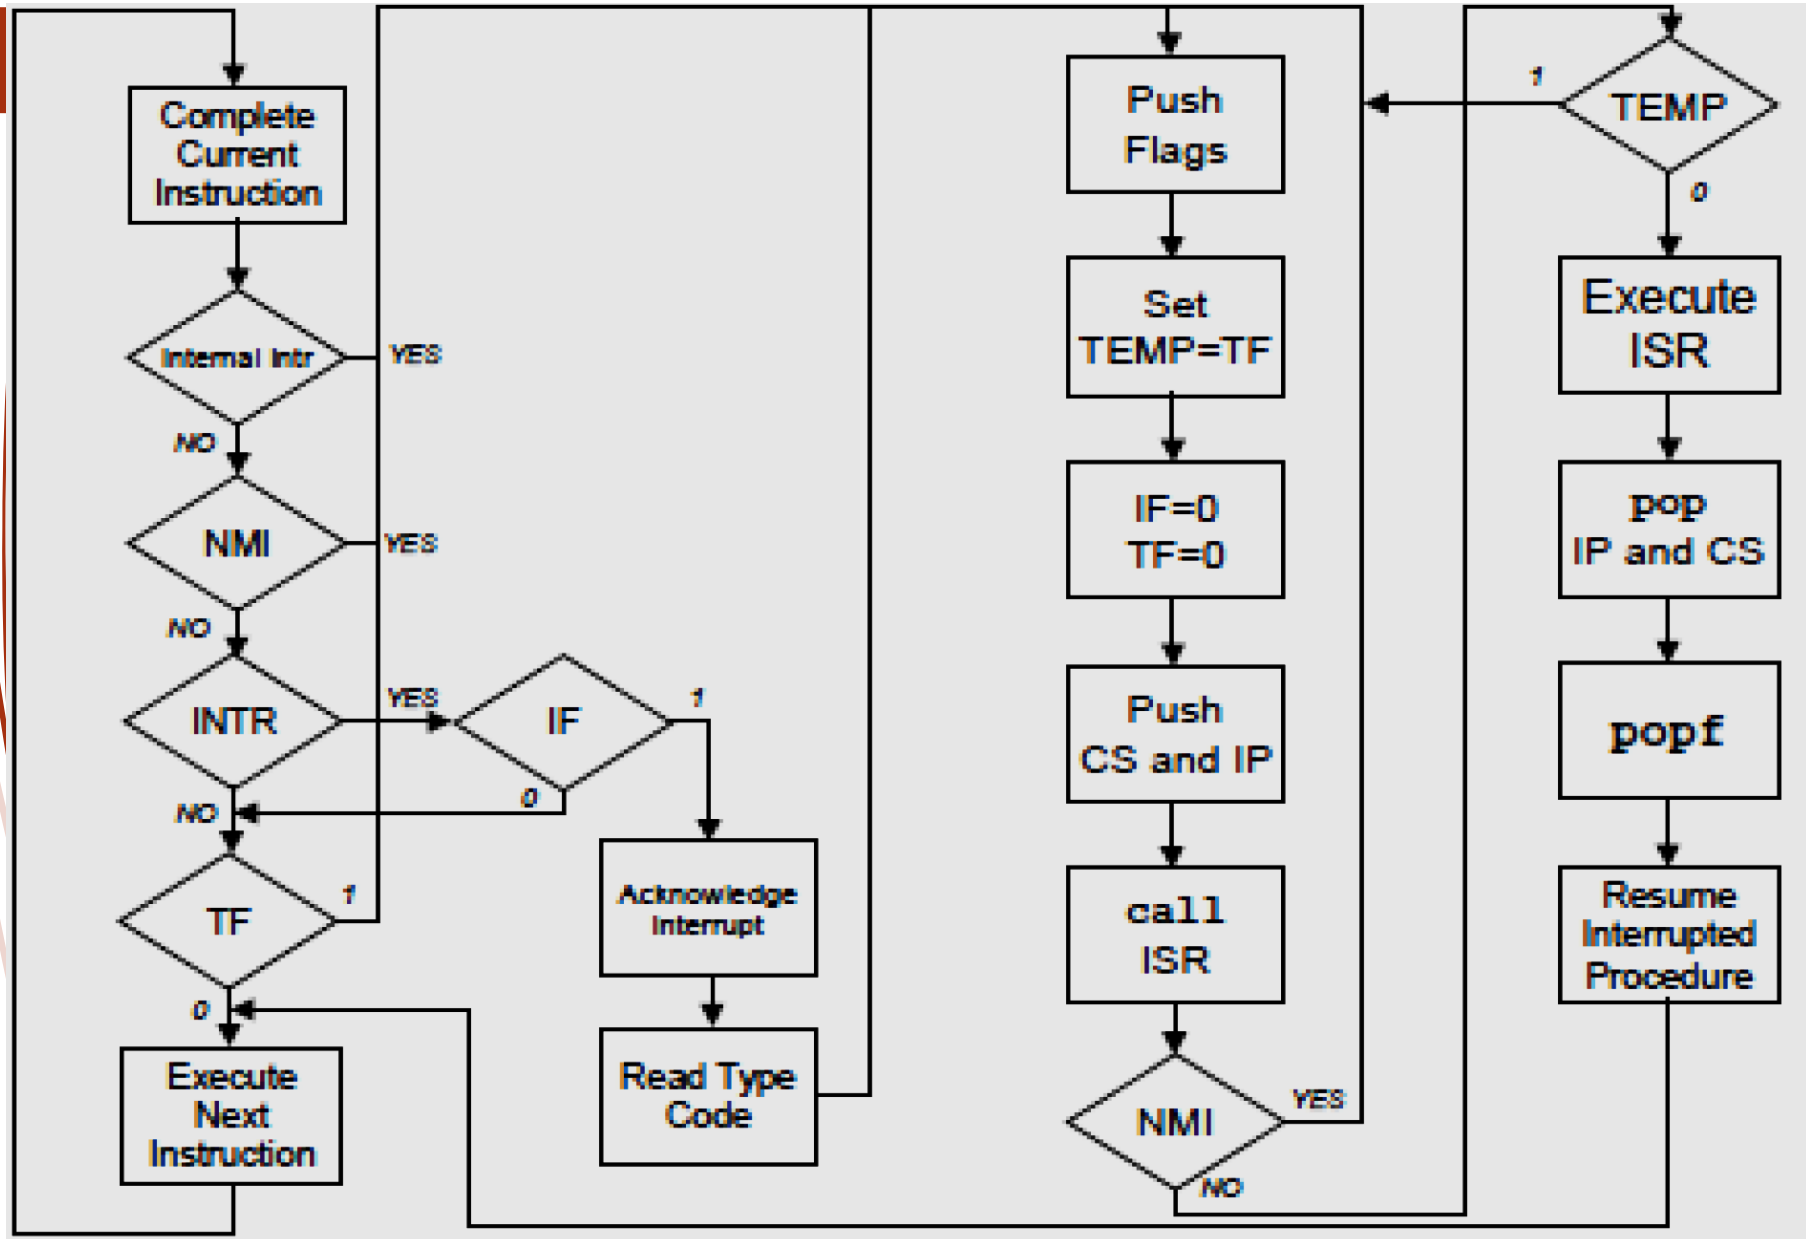 Complete
Current
Instruction
Internal Intr
YES
NO
NMI
YES
NO
INTR
YES
NO
IF
1
0
TF
1
0
Execute
Next
Instruction
Acknowledge
Interrupt
Read Type
Code
Push
Flags
Set
TEMP=TF
IF=0
TF=0
Push
CS and IP
call
ISR
NMI
YES
NO
TEMP
1
0
Execute
ISR
pop
IP and CS
popf
Resume
Interrupted
Procedure